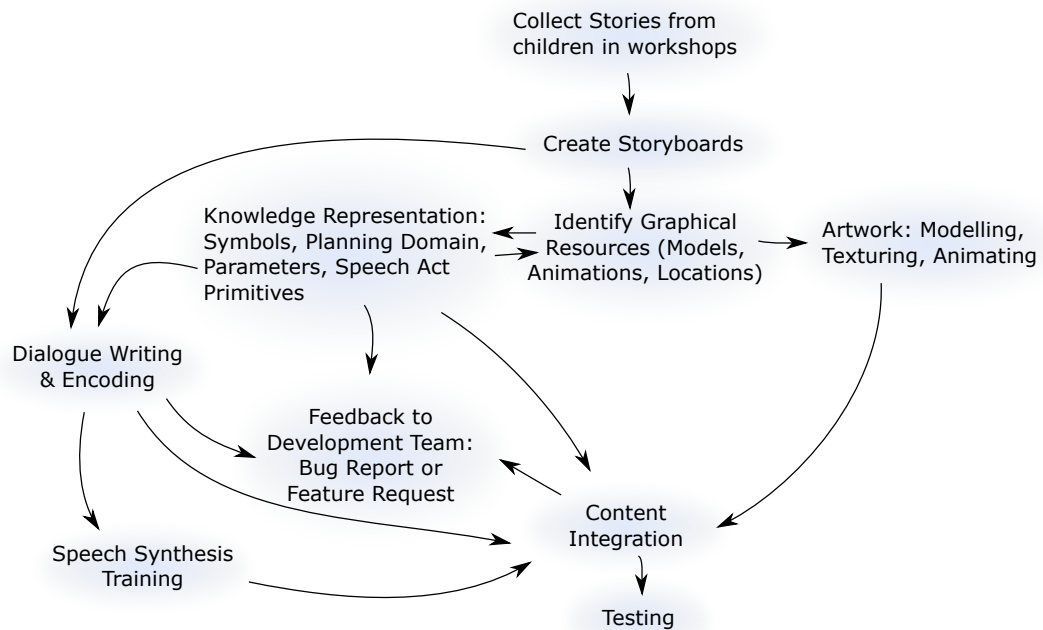 Collect Stories from
children in workshops
Create Storyboards
Knowledge Representation:
Symbols, Planning Domain,
Parameters, Speech Act
Primitives
Identify Graphical
Resources (Models,
Animations, Locations)
Artwork: Modelling,
Texturing, Animating
Dialogue Writing
& Encoding
Feedback to
Development Team:
Bug Report or
Feature Request
Content
Integration
Speech Synthesis
Training
Testing